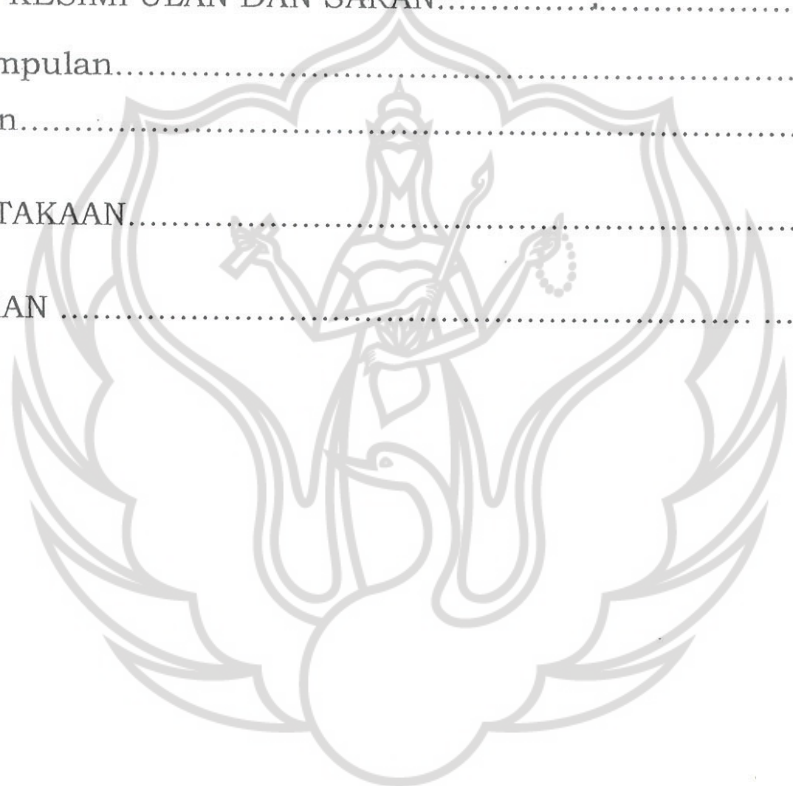 KESIMPULAN DAN SARAN..............................
mpulan............................................................
n............................................................
TAKAAN............................................................
AN ............................................................ ...